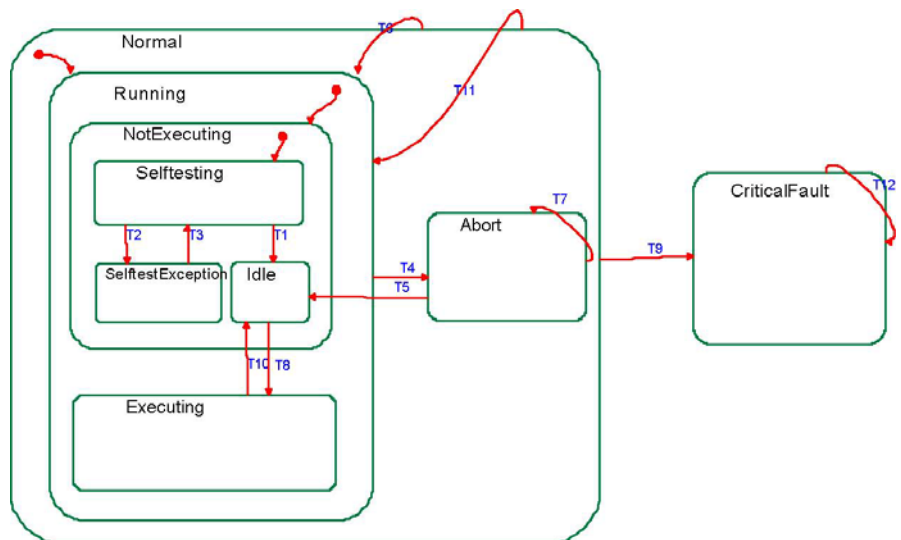 T6
Normal
T11
Running
NotExecuting
Selftesting
CriticalFault
T12
T7
Abort
T2
T3
T1
T9
SelftestException
Idle
T4
T5
T10
T8
Executing